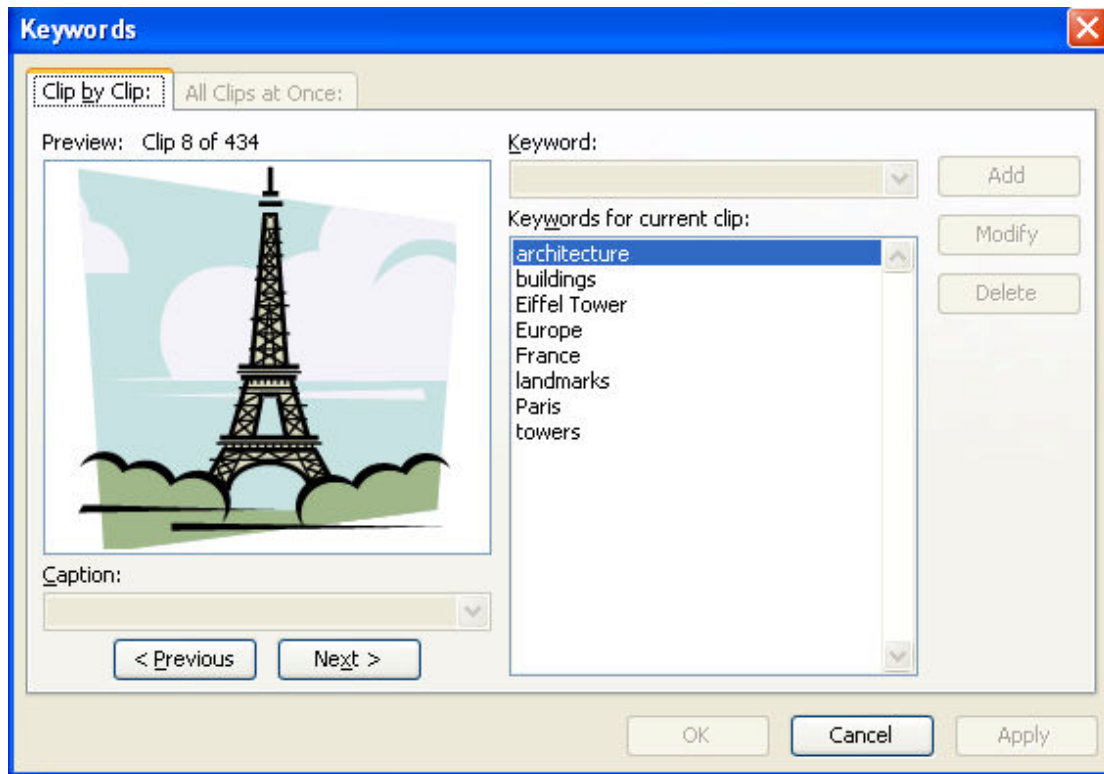 Keywords
Clip by Clip: All Clips at Once:
Preview: Clip 8 of 434
Keyword:
Add
Keywords for current clip:
Modify
Delete
architecture
buildings
Eiffel Tower
Europe
France
landmarks
Paris
towers
Caption:
< Previous Next >
OK Cancel Apply